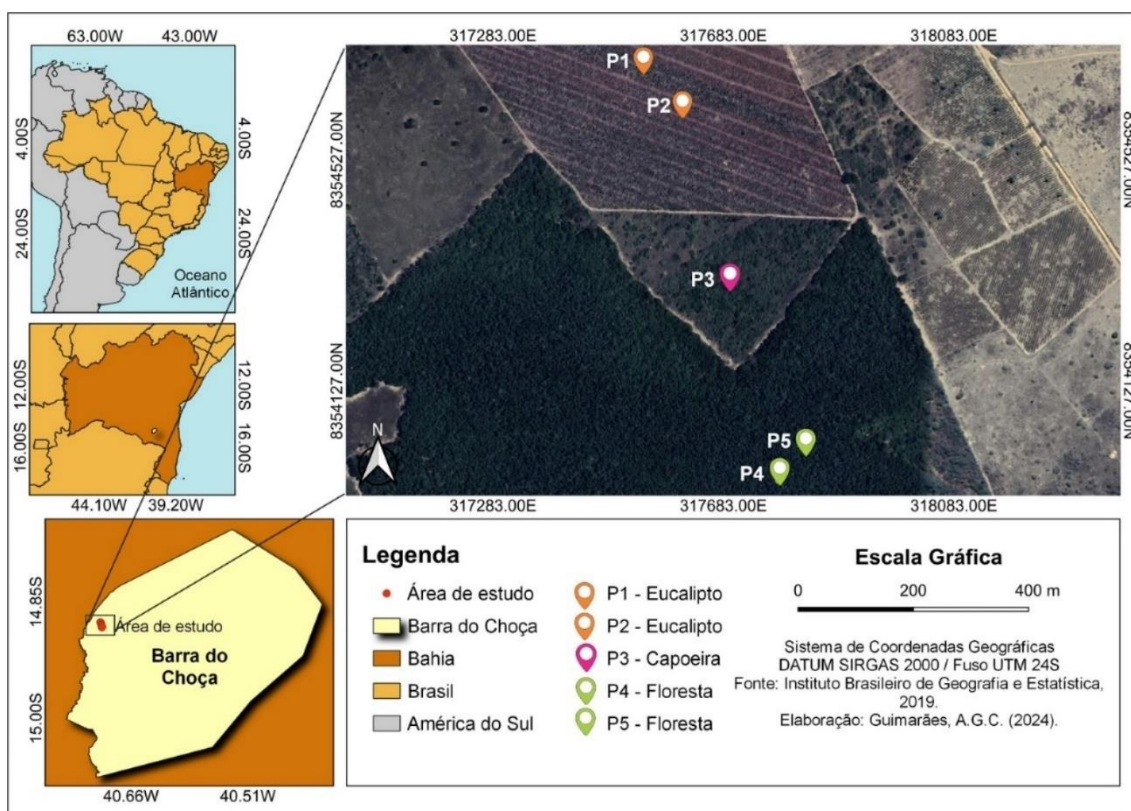 63.00W
43.00W
4.00S
24.00S
4.00S
24.00S
Oceano
Atlântico
12.00S
16.00S
12.00S
16.00S
44.10W
39.20W
14.85S
15.00S
Área de estudo
Barra do
Choça
40.66W
40.51W
317283.00E
317683.00E
318083.00E
8354527.00N
8354127.00N
8354527.00N
8354127.00N
P1
P2
P3
P5
P4
N
317283.00E
317683.00E
318083.00E
Legenda
Área de estudo
Barra do Choça
Bahia
Brasil
América do Sul
P1 - Eucalipto
P2 - Eucalipto
P3 - Capoeira
P4 - Floresta
P5 - Floresta
Escala Gráfica
0 200 400 m
Sistema de Coordenadas Geográficas
DATUM SIRGAS 2000 / Fuso UTM 24S
Fonte: Instituto Brasileiro de Geografia e Estatística,
2019.
Elaboração: Guimarães, A.G.C. (2024).